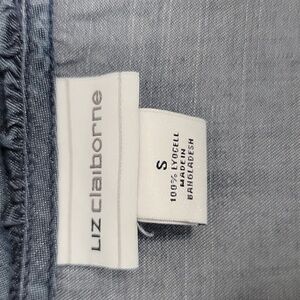 LIZ claiborne
S
100% LYOCELL
MADE IN
BANGLADESH